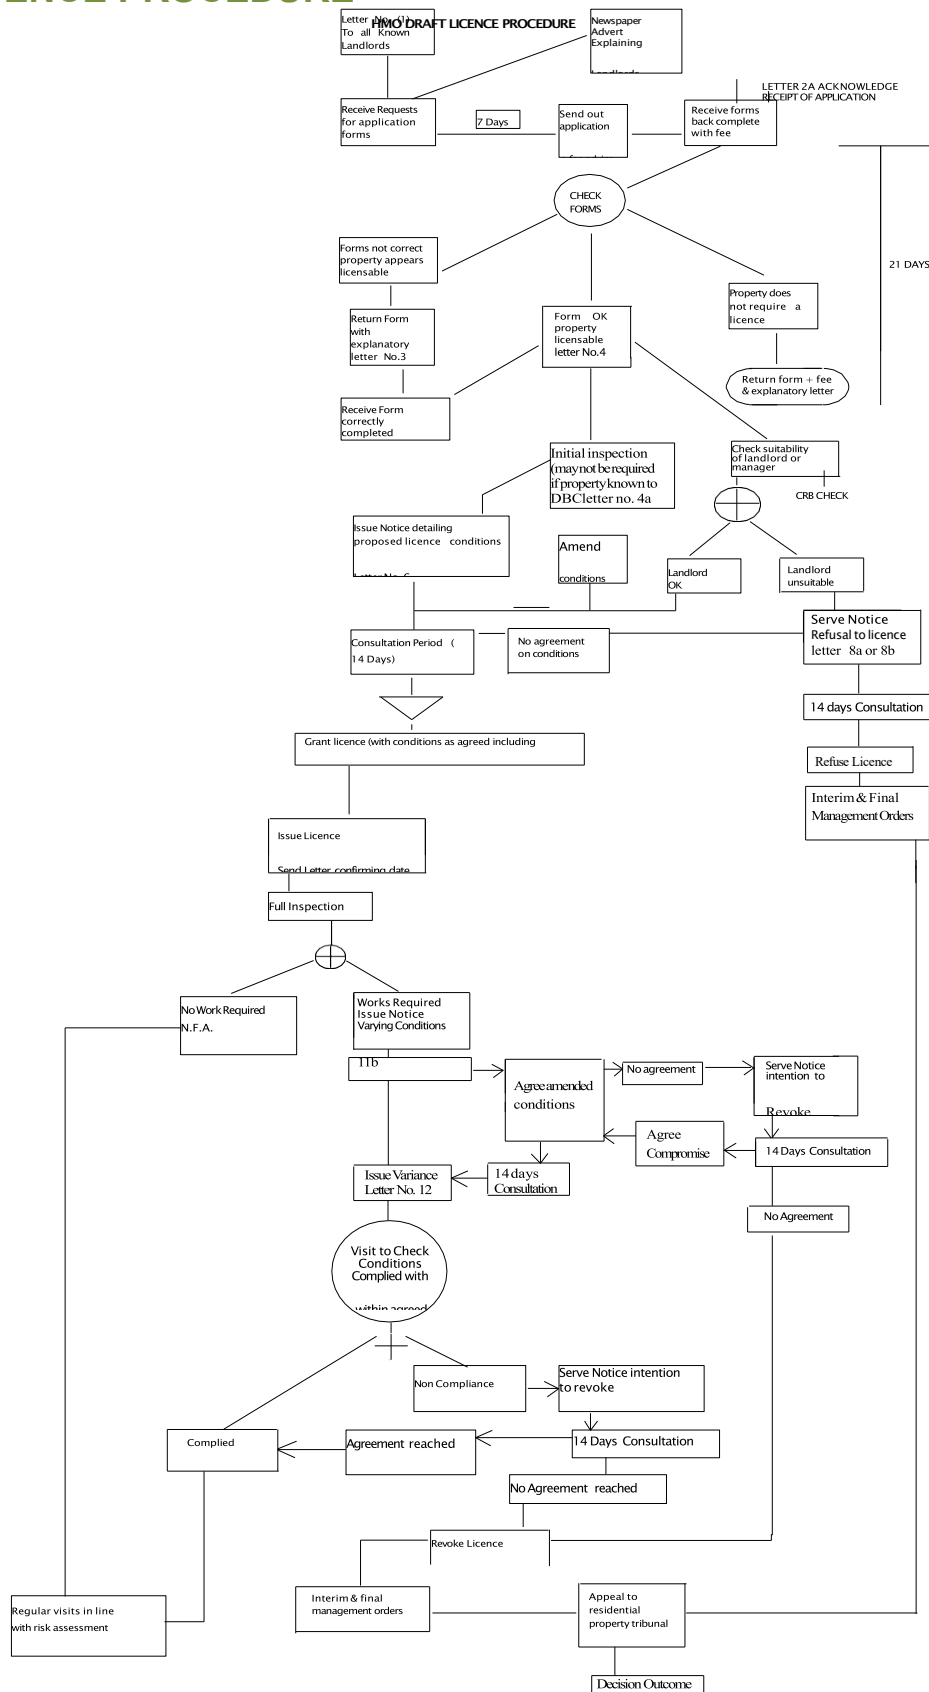 HMO DRAFT LICENCE PROCEDURE
Letter No. (1)
To all Known
Landlords
Newspaper
Advert
Explaining
Landlords
LETTER 2A ACKNOWLEDGE
RECEIPT OF APPLICATION
Receive Requests
for application
forms
7 Days
Send out
application
Receive forms
back complete
with fee
CHECK
FORMS
21 DAYS
Forms not correct
property appears
licensable
Property does
not require a
licence
Return Form
with
explanatory
letter No.3
Form OK
property
licensable
letter No.4
Return form + fee
& explanatory letter
Receive Form
correctly
completed
Initial inspection
(may not be required
if property known to
DBC letter no. 4a
Check suitability
of landlord or
manager
CRB CHECK
Issue Notice detailing
proposed licence conditions
Amend
conditions
Landlord
OK
Landlord
unsuitable
Serve Notice
Refusal to licence
letter 8a or 8b
Consultation Period (
14 Days)
No agreement
on conditions
14 days Consultation
Grant licence (with conditions as agreed including
Refuse Licence
Interim & Final
Management Orders
Issue Licence
Send Letter confirming date
Full Inspection
No Work Required
N.F.A.
Works Required
Issue Notice
Varying Conditions
11b
Agree amended
conditions
No agreement
Serve Notice
intention to
Revoke
Agree
Compromise
14 Days Consultation
Issue Variance
Letter No. 12
14 days
Consultation
No Agreement
Visit to Check
Conditions
Complied with
within agreed
Non Compliance
Serve Notice intention
to revoke
Complied
Agreement reached
14 Days Consultation
No Agreement reached
Revoke Licence
Regular visits in line
with risk assessment
Interim & final
management orders
Appeal to
residential
property tribunal
Decision Outcome